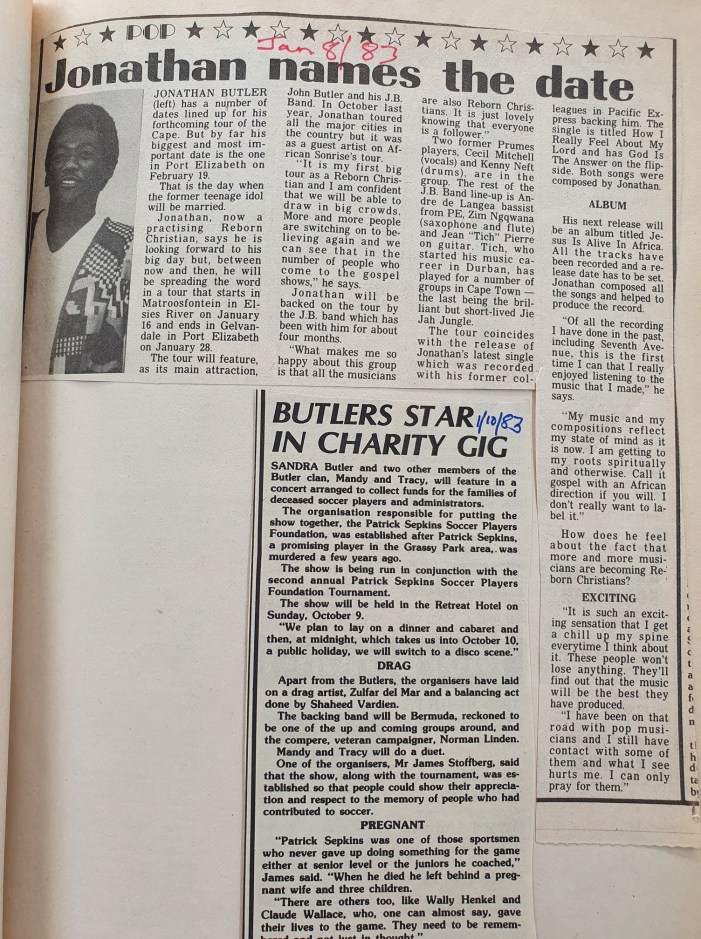 POP
Jan 8/83
Jonathan names the date
JONATHAN BUTLER
(left) has a number of
dates lined up for his
forthcoming tour of the
Cape. But by far his
biggest and most im-
portant date is the one
in Port Elizabeth on
February 19.
That is the day when
the former teenage idol
will be married.
Jonathan, now a
practising Reborn
Christian, says he is
looking forward to his
big day but, between
now and then, he will
be spreading the word
in a tour that starts in
Matroosfontein in El-
sies River on January
16 and ends in Gelvan-
dale in Port Elizabeth
on January 28.
The tour will feature,
as its main attraction,
John Butler and his J.B.
Band. In October last
year, Jonathan toured
all the major cities in
the country but it was
as a guest artist on Af-
rican Sonrise's tour.
"It is my first big
tour as a Reborn Chris-
tian and I am confident
that we will be able to
draw in big crowds.
More and more people
are switching on to be-
lieving again and we
can see that in the
number of people who
come to the gospel
shows," he says.
Jonathan will be
backed on the tour by
the J.B. band which has
been with him for about
four months.
"What makes me so
happy about this group
is that all the musicians
are also Reborn Chris-
tians. It is just lovely
knowing that everyone
is a follower."
Two former Prumes
players, Cecil Mitchell
(vocals) and Kenny Neft
(drums), are in the
group. The rest of the
J.B. Band line-up is An-
dre de Langea bassist
from PE, Zim Ngqwana
(saxophone and flute)
and Jean "Tich" Pierre
on guitar. Tich, who
started his music ca-
reer in Durban, has
played for a number of
groups in Cape Town —
the last being the bril-
liant but short-lived Jie
Jah Jungle.
The tour coincides
with the release of
Jonathan's latest single
which was recorded
with his former col-
leagues in Pacific Ex-
press backing him. The
single is titled How I
Really Feel About My
Lord and has God Is
The Answer on the flip-
side. Both songs were
composed by Jonathan.
ALBUM
His next release will
be an album titled Je-
sus Is Alive In Africa.
All the tracks have
been recorded and a re-
lease date has to be set.
Jonathan composed all
the songs and helped to
produce the record.
"Of all the recording
I have done in the past,
including Seventh Ave-
nue, this is the first
time I can that I really
enjoyed listening to the
music that I made," he
says.
"My music and my
compositions reflect
my state of mind as it
is now. I am getting to
my roots spiritually
and otherwise. Call it
gospel with an African
direction if you will. I
don't really want to la-
bel it."
How does he feel
about the fact that
more and more musi-
cians are becoming Re-
born Christians?
EXCITING
"It is such an excit-
ing sensation that I get
a chill up my spine
everytime I think about
it. These people won't
lose anything. They'll
find out that the music
will be the best they
have produced.
"I have been on that
road with pop musi-
cians and I still have
contact with some of
them and what I see
hurts me. I can only
pray for them."
BUTLERS STAR 1/10/83
IN CHARITY GIG
SANDRA Butler and two other members of the
Butler clan, Mandy and Tracy, will feature in a
concert arranged to collect funds for the families of
deceased soccer players and administrators.
The organisation responsible for putting the
show together, the Patrick Sepkins Soccer Players
Foundation, was established after Patrick Sepkins,
a promising player in the Grassy Park area, was
murdered a few years ago.
The show is being run in conjunction with the
second annual Patrick Sepkins Soccer Players
Foundation Tournament.
The show will be held in the Retreat Hotel on
Sunday, October 9.
"We plan to lay on a dinner and cabaret and
then, at midnight, which takes us into October 10,
a public holiday, we will switch to a disco scene."
DRAG
Apart from the Butlers, the organisers have laid
on a drag artist, Zulfar del Mar and a balancing act
done by Shaheed Vardien.
The backing band will be Bermuda, reckoned to
be one of the up and coming groups around, and
the compere, veteran campaigner, Norman Linden.
Mandy and Tracy will do a duet.
One of the organisers, Mr James Stoffberg, said
that the show, along with the tournament, was es-
tablished so that people could show their apprecia-
tion and respect to the memory of people who had
contributed to soccer.
PREGNANT
"Patrick Sepkins was one of those sportsmen
who never gave up doing something for the game
either at senior level or the juniors he coached,"
James said. "When he died he left behind a preg-
nant wife and three children.
"There are others too, like Wally Henkel and
Claude Wallace, who, one can almost say, gave
their lives to the game. They need to be remem-
bered and not just in thought."